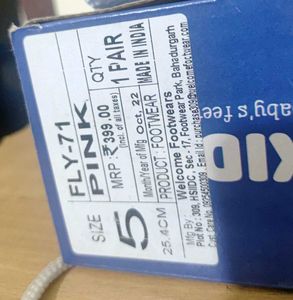 FLY-71
PINK
MRP : ₹399.00
(incl. of all taxes)
QTY
1 PAIR
SIZE
5
25.4CM
Month/Year of Mfg Oct, 22
MADE IN INDIA
PRODUCT : FOOTWEAR
Mfg By :
Welcome Footwears
Plot No : 309, HSIIDC, Sec- 17, Footwear Park, Bahadurgarh
KID
aby's fee